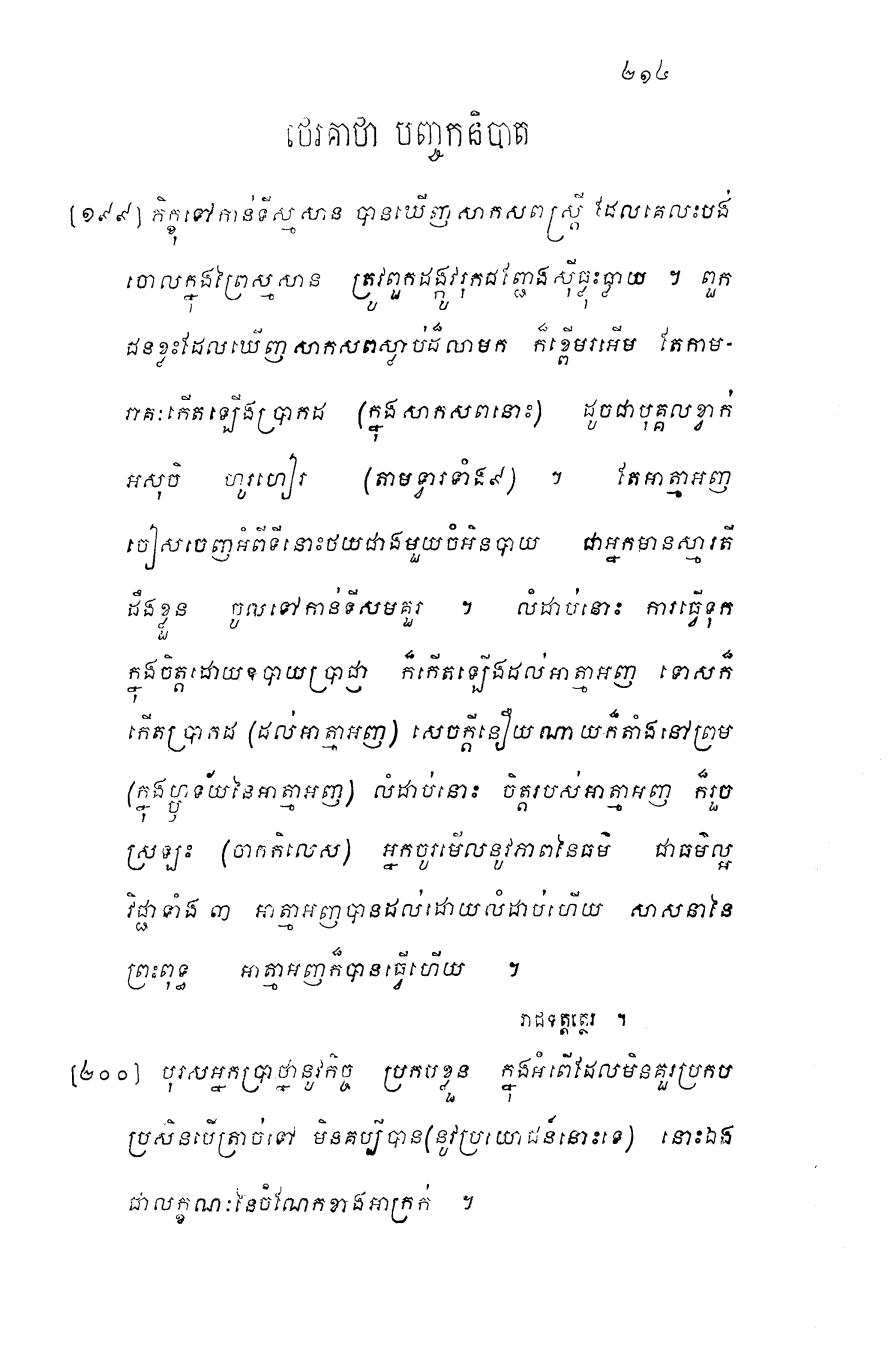 ២១៤
ថេរគាថា បញ្ចកនិបាត
[១៩៩] ភិក្ខុទៅកាន់ទីស្មសាន បានឃើញសាកសពស្ត្រី ដែលគេលះបង់
ចោលក្នុងព្រៃស្មសាន ត្រូវពួកដង្កូវរុកជញ្ជែងស៊ីធ្លុះធ្លាយ ។ ពួក
ជនខ្លះដែលឃើញសាកសពស្លាប់ដ៏លាមក ក៏ខ្ពើមរអើម តែកាម-
រាគៈកើតឡើងប្រាកដ (ក្នុងសាកសពនោះ) ដូចជាបុគ្គលខ្វាក់
អសុចិ ហូរហៀរ (តាមទ្វារទាំង៩) ។ តែអាត្មាអញ
ចៀសចេញអំពីទីនោះថយជាងមួយចំអិនបាយ ជាអ្នកមានស្មារតី
ដឹងខ្លួន ចូលទៅកាន់ទីសមគួរ ។ លំដាប់នោះ ការធ្វើទុក
ក្នុងចិត្តដោយឧបាយប្រាជ្ញា ក៏កើតឡើងដល់អាត្មាអញ ទោសក៏
កើតប្រាកដ (ដល់អាត្មាអញ) សេចក្តីនឿយណាយក៏តាំងនៅព្រម
(ក្នុងហ្ឫទ័យនៃអាត្មាអញ) លំដាប់នោះ ចិត្តរបស់អាត្មាអញ ក៏រួច
ស្រឡះ (ចាកកិលេស) អ្នកចូរមើលនូវភាពនៃធម៌ ជាធម៌ល្អ
វិជ្ជាទាំង ៣ អាត្មាអញបានដល់ដោយលំដាប់ហើយ សាសនានៃ
ព្រះពុទ្ធ អាត្មាអញក៏បានធ្វើហើយ ។
រាជទត្តត្ថេរ ។
[២០០] បុរសអ្នកប្រាថ្នានូវកិច្ច ប្រកបខ្លួន ក្នុងអំពើដែលមិនគួរប្រកប
ប្រសិនបើត្រាច់ទៅ មិនគប្បីបាន(នូវប្រយោជន៍នោះទេ) នោះឯង
ជាលក្ខណៈនៃចំណែកខាងអាក្រក់ ។